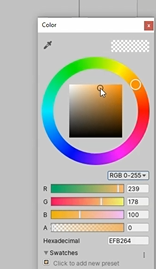 Color
RGB 0-255
R 239
G 178
B 100
A 0
Hexadecimal EFB264
Swatches
Click to add new preset